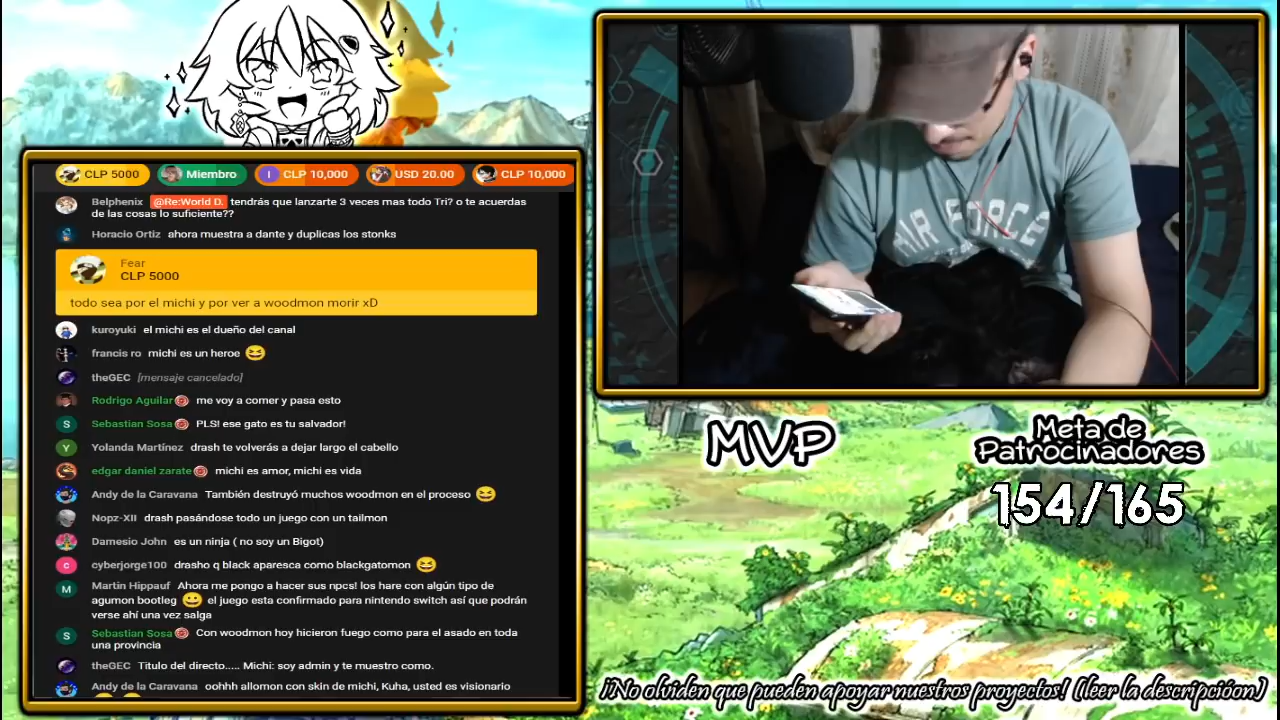 CLP 5000
Miembro
I CLP 10,000
USD 20.00
CLP 10,000
Belphenix @Re:World D. tendrás que lanzarte 3 veces mas todo Tri? o te acuerdas
de las cosas lo suficiente??
Horacio Ortiz ahora muestra a dante y duplicas los stonks
Fear
CLP 5000
todo sea por el michi y por ver a woodmon morir xD
kuroyuki el michi es el dueño del canal
francis ro michi es un heroe
theGEC [mensaje cancelado]
Rodrigo Aguilar me voy a comer y pasa esto
S Sebastian Sosa PLS! ese gato es tu salvador!
Y Yolanda Martínez drash te volverás a dejar largo el cabello
edgar daniel zarate michi es amor, michi es vida
Andy de la Caravana También destruyó muchos woodmon en el proceso
Nopz-XII drash pasándose todo un juego con un tailmon
Damesio John es un ninja ( no soy un Bigot)
c cyberjorge100 drasho q black aparesca como blackgatomon
M Martin Hippauf Ahora me pongo a hacer sus npcs! los hare con algún tipo de
agumon bootleg el juego esta confirmado para nintendo switch así que podrán
verse ahí una vez salga
S Sebastian Sosa Con woodmon hoy hicieron fuego como para el asado en toda
una provincia
theGEC Titulo del directo..... Michi: soy admin y te muestro como.
Andy de la Caravana oohhh allomon con skin de michi, Kuha, usted es visionario
AIR FORCE
MVP
Meta de
Patrocinadores
154/165
¡¡No olviden que pueden apoyar nuestros proyectos! (leer la descripcióon)